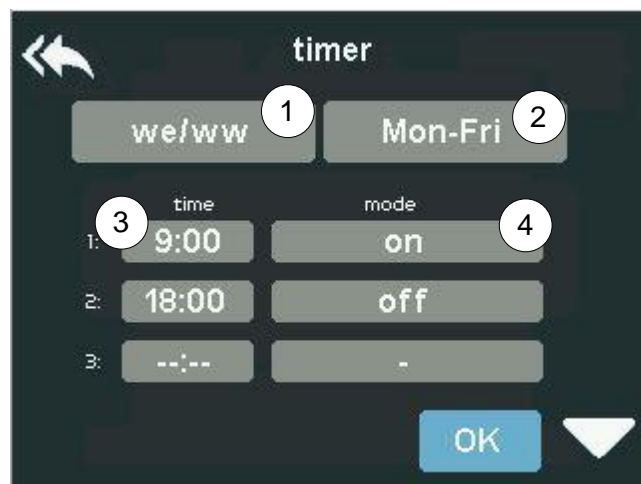 timer
we/ww 1 Mon-Fri 2
time mode
1: 3 9:00 on 4
2: 18:00 off
3: --:-- -
OK